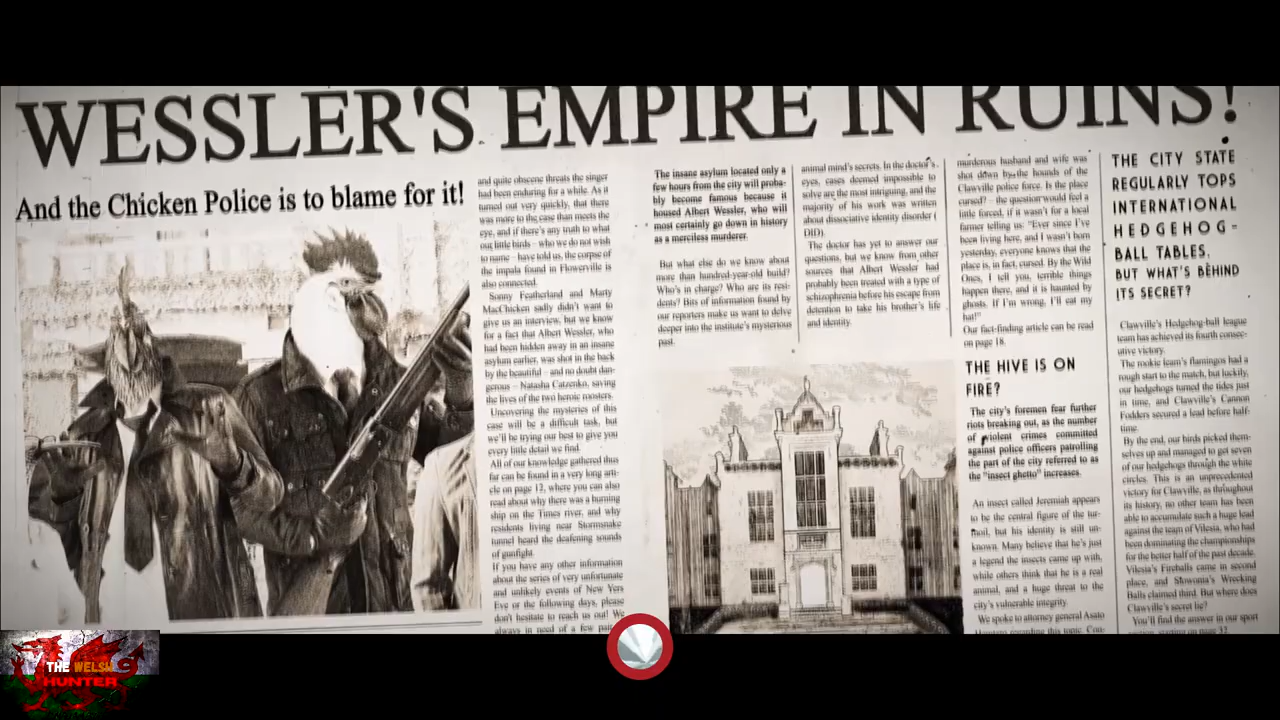 WESSLER'S EMPIRE IN RUINS!
And the Chicken Police is to blame for it!
and quite obscene threats the singer
had been enduring for a while. As it
turned out very quickly, that there
was more to the case than meets the
eye, and if there's any truth to what
out little birds – who we do not wish
to name – have told us, the corpse of
the impala found in Flowerville is
also connected.
Sonny Featherland and Marty
MacChicken sadly didn't want to
give us an interview, but we know
for a fact that Albert Wessler, who
had been hidden away in an insane
asylum earlier, was shot in the back
by the beautiful – and no doubt dan-
gerous – Natasha Catzenko, saving
the lives of the two heroic roosters.
Uncovering the mysteries of this
case will be a difficult task, but
we'll be trying our best to give you
every little detail we find.
All of our knowledge gathered thus
far can be found in a very long arti-
cle on page 12, where you can also
read about why there was a burning
ship on the Times river, and why
residents living near Stormsnake
tunnel heard the deafening sounds
of gunfight.
If you have any other information
about the series of very unfortunate
and unlikely events of New Yers
Eve or the following days, please
don't hesitate to reach us out! We
always in need of a few
The insane asylum located only a
few hours from the city will proba-
bly become famous because it
housed Albert Wessler, who will
most certainly go down in history
as a merciless murderer.
But what else do we know about
more than hundred-year-old build?
Who's in charge? Who are its resi-
dents? Bits of information found by
our reporters make us want to delve
deeper into the institute's mysterious
past.
animal mind's secrets. In the doctor's
eyes, cases deemed impossible to
solve are the most intriguing, and the
majority of his work was written
about dissociative identity disorder (
DID).
The doctor has yet to answer our
questions, but we know from other
sources that Albert Wessler had
probably been treated with a type of
schizophrenia before his escape from
detention to take his brother's life
and identity.
murderous husband and wife was
shot down by the hounds of the
Clawville police force. Is the place
cursed? – the question would feel a
little forced, if it wasn't for a local
farmer telling us: "Ever since I've
been living here, and I wasn't born
yesterday, everyone knows that the
place is, in fact, cursed. By the Wild
Ones, I tell you, terrible things
happen there, and it is haunted by
ghosts. If I'm wrong, I'll eat my
hat!"
Our fact-finding article can be read
on page 18.
THE HIVE IS ON
FIRE?
The city's foremen fear further
riots breaking out, as the number
of violent crimes committed
against police officers patrolling
the part of the city referred to as
the "insect ghetto" increases.
An insect called Jeremiah appears
to be the central figure of the tur-
moil, but his identity is still un-
known. Many believe that he's just
a legend the insects came up with,
while others think that he is a real
animal, and a huge threat to the
city's vulnerable integrity.
We spoke to attorney general Asato
regarding this topic.
THE CITY STATE
REGULARLY TOPS
INTERNATIONAL
HEDGEHOG-
BALL TABLES.
BUT WHAT'S BEHIND
ITS SECRET?
Clawville's Hedgehog-ball league
team has achieved its fourth consec-
utive victory.
The rookie team's flamingos had a
rough start to the match, but luckily,
our hedgehogs turned the tides just
in time, and Clawville's Cannon
Fodders secured a lead before half-
time.
By the end, our birds picked them-
selves up and managed to get seven
of our hedgehogs through the white
circles. This is an unprecedented
victory for Clawville, as throughout
its history, no other team has been
able to accumulate such a huge lead
against the team of Vilesia, who had
been dominating the championships
for the better half of the past decade.
Vilesia's Fireballs came in second
place, and Slowunia's Wrecking
Balls claimed third. But where does
Clawville's secret lie?
You'll find the answer in our sport
THE WELSH
HUNTER